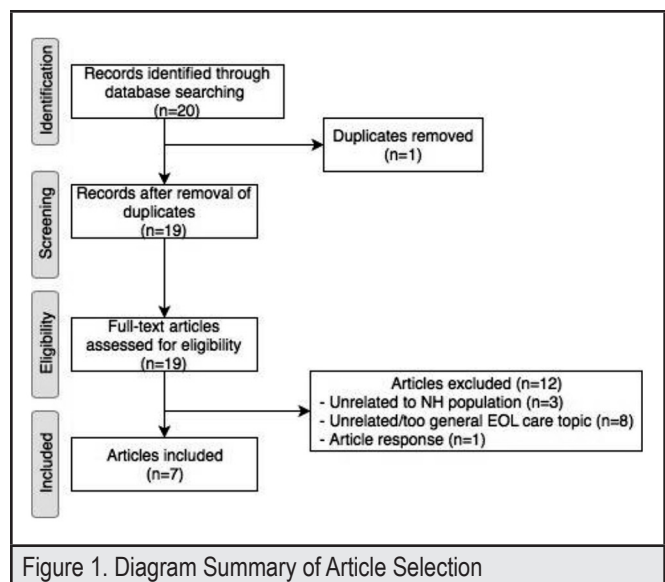 Identification
Records identified through
database searching
(n=20)
Duplicates removed
(n=1)
Screening
Records after removal of
duplicates
(n=19)
Eligibility
Full-text articles
assessed for eligibility
(n=19)
Articles excluded (n=12)
- Unrelated to NH population (n=3)
- Unrelated/too general EOL care topic (n=8)
- Article response (n=1)
Included
Articles included
(n=7)
Figure 1. Diagram Summary of Article Selection